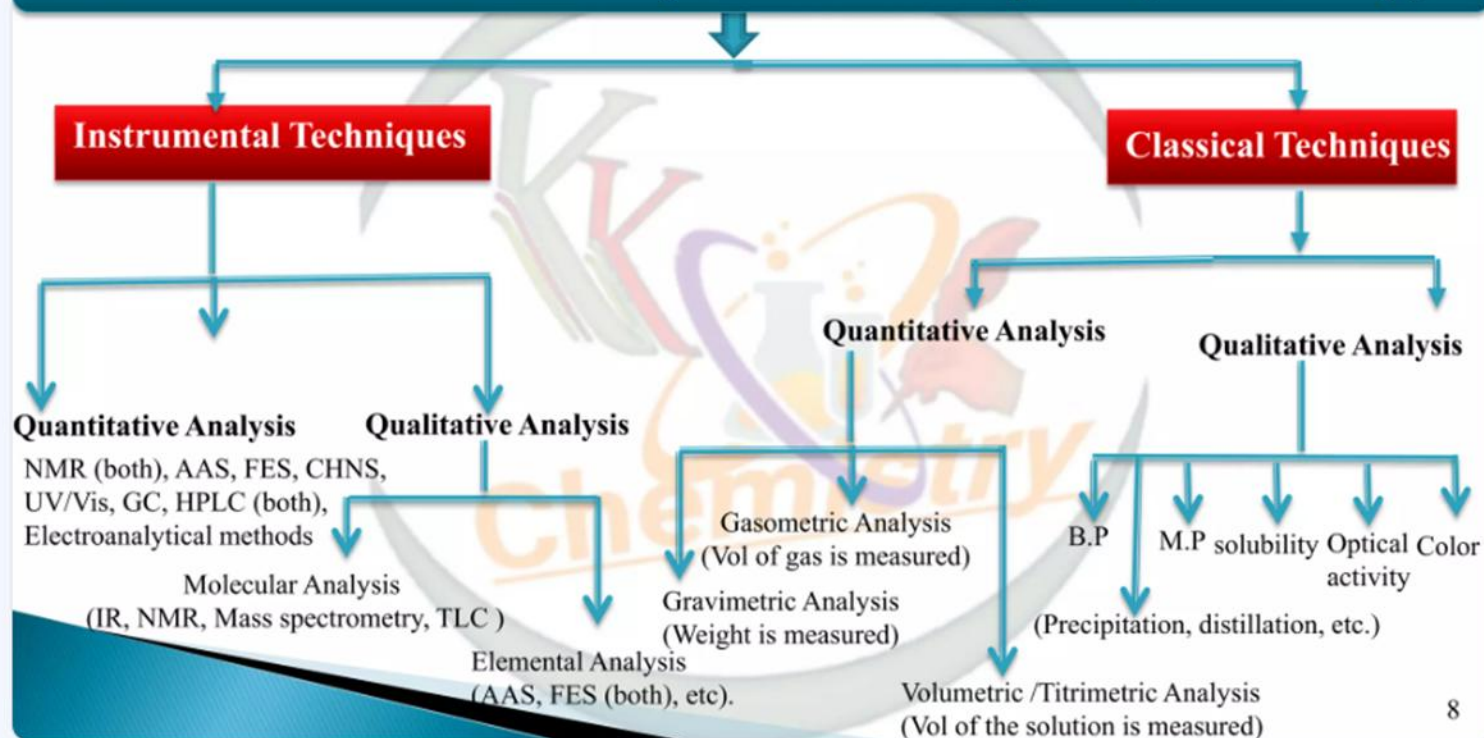 Instrumental Techniques
Classical Techniques
Quantitative Analysis
NMR (both), AAS, FES, CHNS,
UV/Vis, GC, HPLC (both),
Electroanalytical methods
Qualitative Analysis
Molecular Analysis
(IR, NMR, Mass spectrometry, TLC )
Elemental Analysis
(AAS, FES (both), etc).
Quantitative Analysis
Gasometric Analysis
(Vol of gas is measured)
Gravimetric Analysis
(Weight is measured)
Volumetric /Titrimetric Analysis
(Vol of the solution is measured)
Qualitative Analysis
B.P
M.P
solubility
Optical
activity
Color
(Precipitation, distillation, etc.)
KK
Chemistry
8